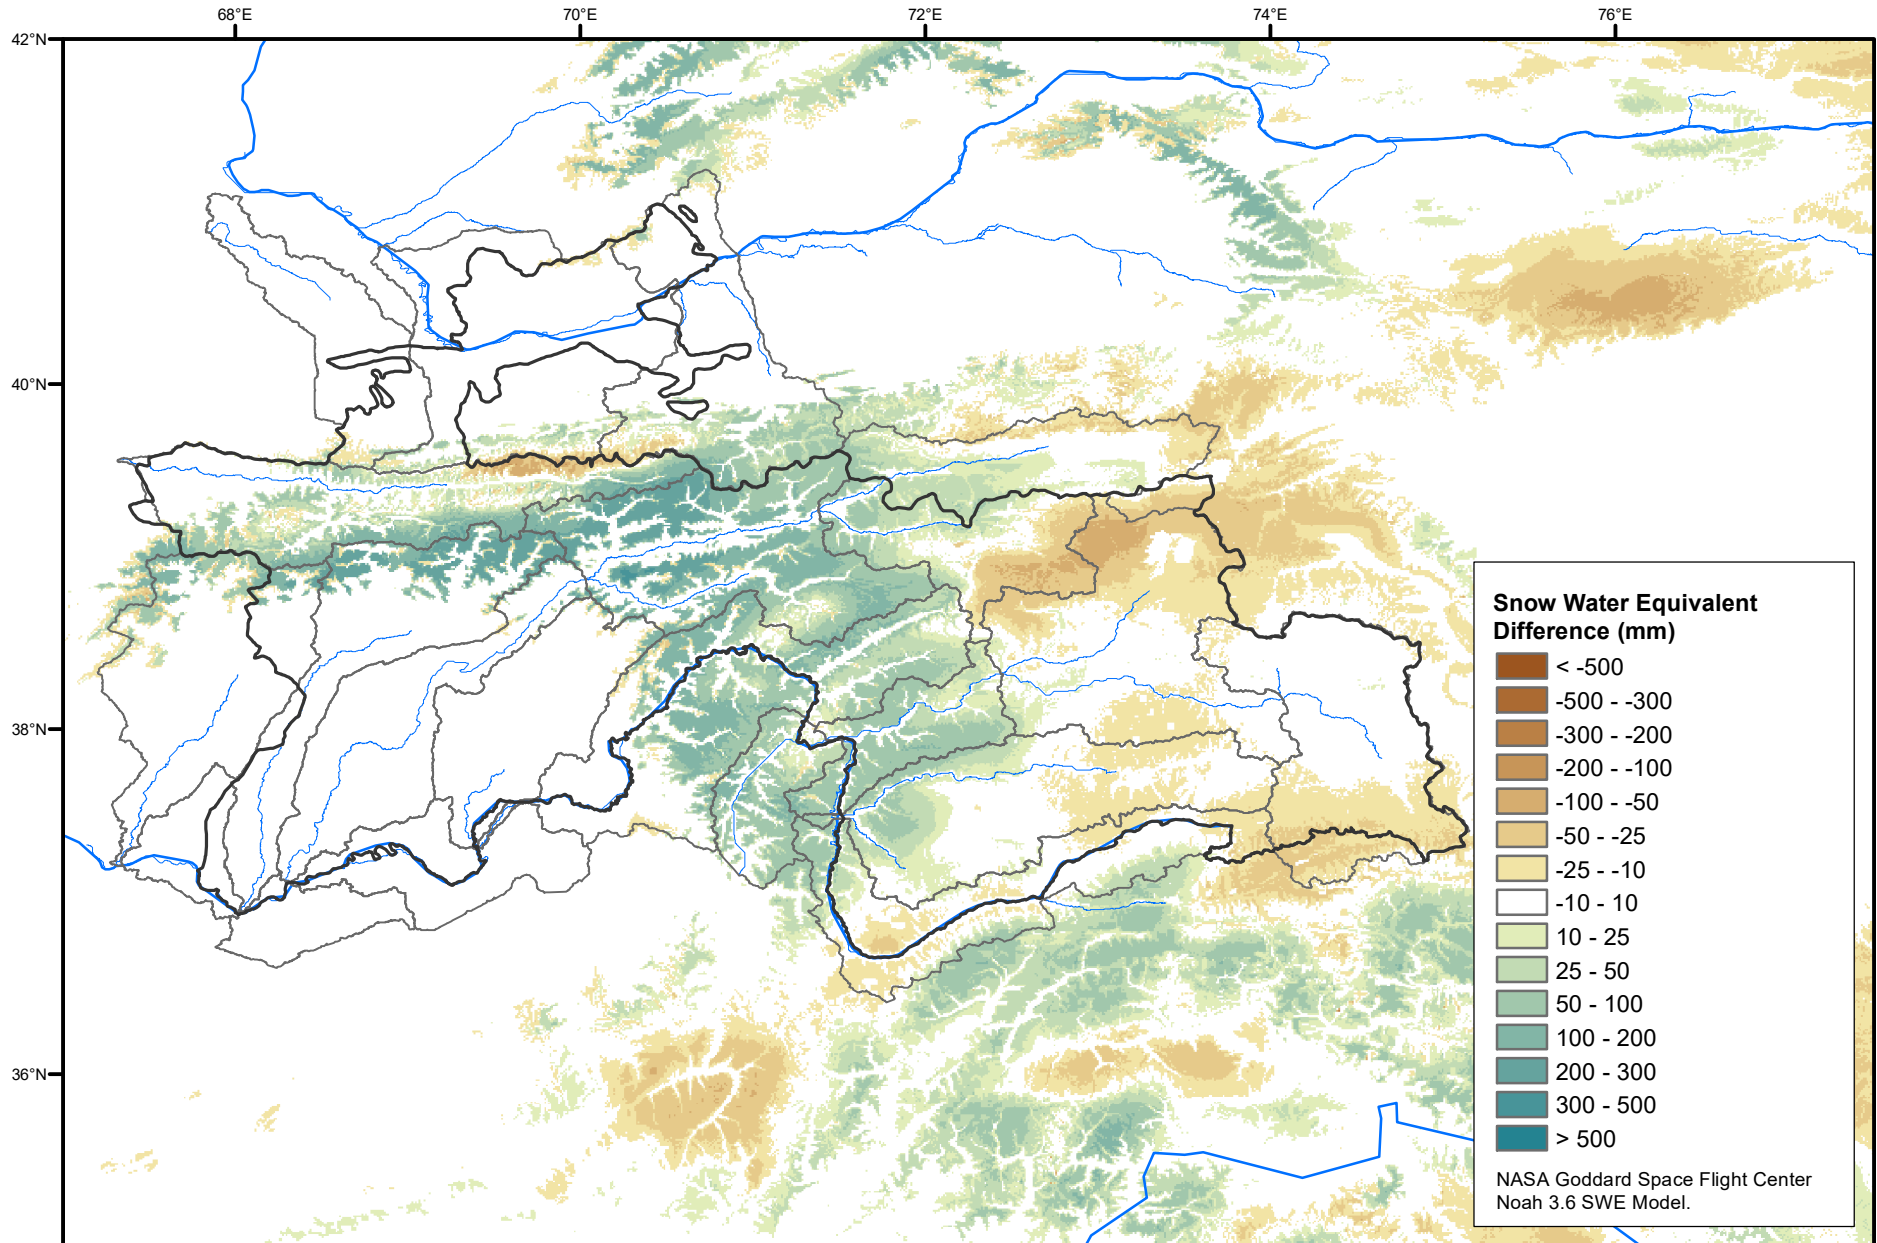 68°E
70°E
72°E
74°E
76°E
42°N
40°N
38°N
36°N
Snow Water Equivalent
Difference (mm)
< -500
-500 - -300
-300 - -200
-200 - -100
-100 - -50
-50 - -25
-25 - -10
-10 - 10
10 - 25
25 - 50
50 - 100
100 - 200
200 - 300
300 - 500
> 500
NASA Goddard Space Flight Center
Noah 3.6 SWE Model.